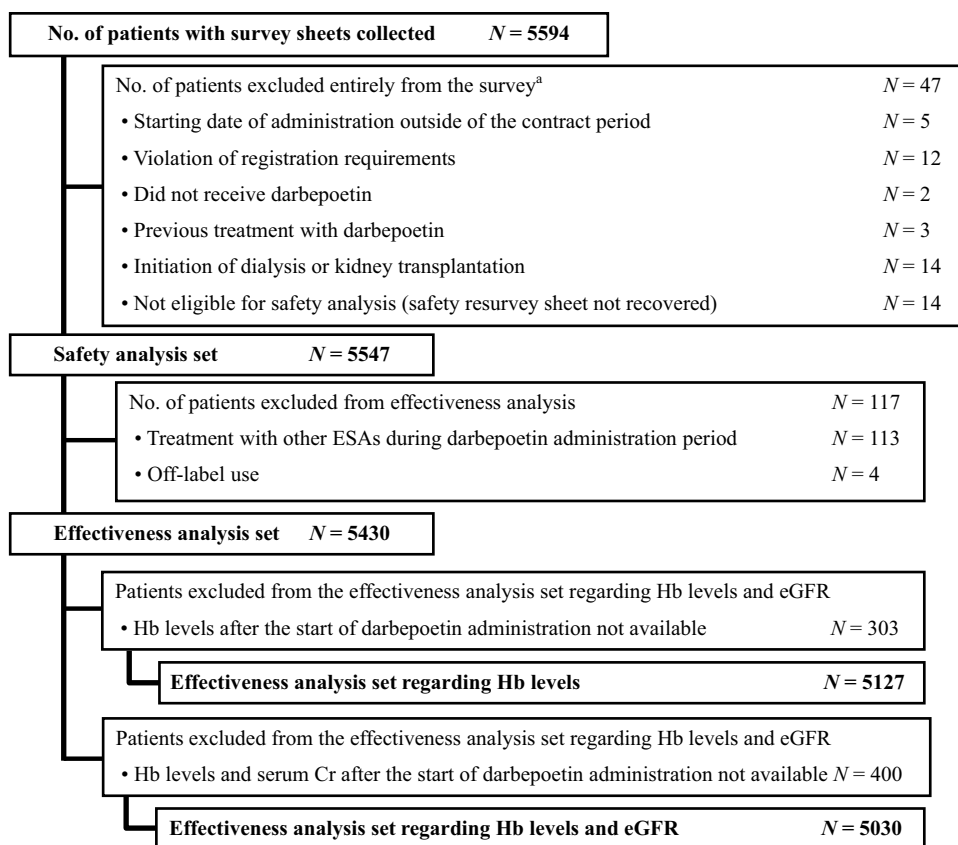 No. of patients with survey sheets collected N = 5594
No. of patients excluded entirely from the surveyᵃ N = 47
• Starting date of administration outside of the contract period N = 5
• Violation of registration requirements N = 12
• Did not receive darbepoetin N = 2
• Previous treatment with darbepoetin N = 3
• Initiation of dialysis or kidney transplantation N = 14
• Not eligible for safety analysis (safety resurvey sheet not recovered) N = 14
Safety analysis set N = 5547
No. of patients excluded from effectiveness analysis N = 117
• Treatment with other ESAs during darbepoetin administration period N = 113
• Off-label use N = 4
Effectiveness analysis set N = 5430
Patients excluded from the effectiveness analysis set regarding Hb levels and eGFR
• Hb levels after the start of darbepoetin administration not available N = 303
Effectiveness analysis set regarding Hb levels N = 5127
Patients excluded from the effectiveness analysis set regarding Hb levels and eGFR
• Hb levels and serum Cr after the start of darbepoetin administration not available N = 400
Effectiveness analysis set regarding Hb levels and eGFR N = 5030